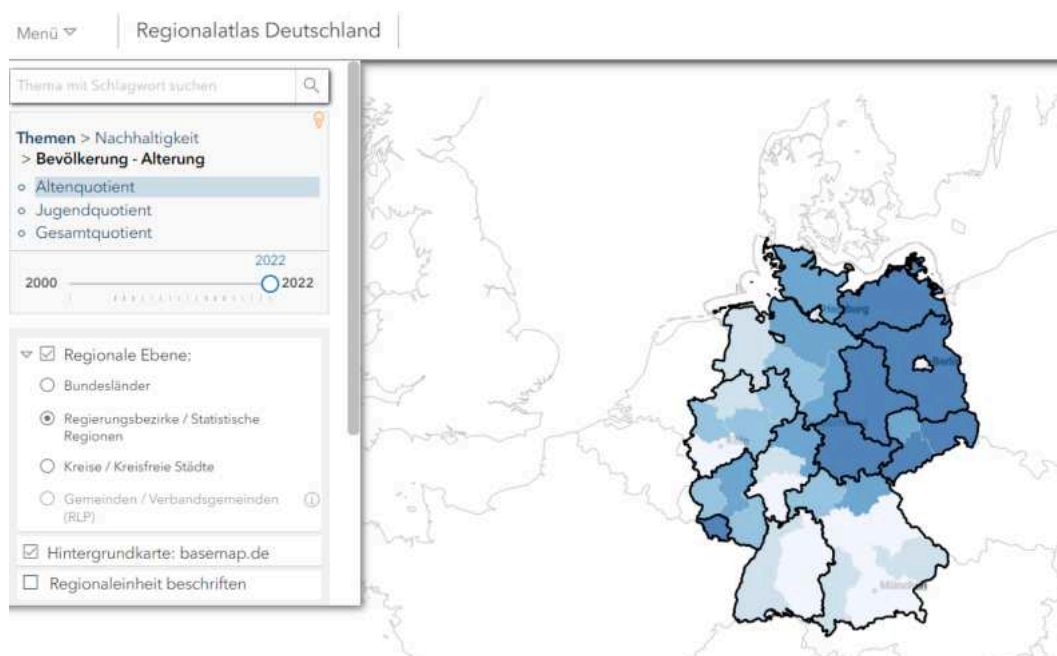 Menü
Regionalatlas Deutschland
Thema mit Schlagwort suchen
Themen > Nachhaltigkeit
> Bevölkerung - Alterung
Altenquotient
Jugendquotient
Gesamtquotient
2022
2000
2022
Regionale Ebene:
Bundesländer
Regierungsbezirke / Statistische
Regionen
Kreise / Kreisfreie Städte
Gemeinden / Verbandsgemeinden
(RLP)
Hintergrundkarte: basemap.de
Regionaleinheit beschriften
Hamburg
Berlin
München